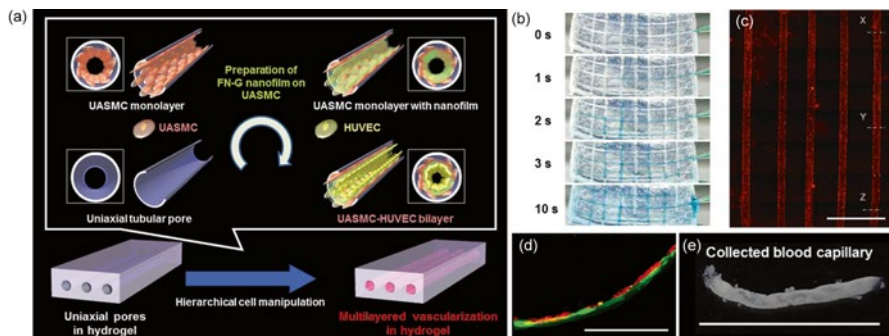 (a)
Preparation of
FN-G nanofilm on
UASMC
UASMC monolayer
UASMC monolayer with nanofilm
UASMC
HUVEC
Uniaxial tubular pore
UASMC-HUVEC bilayer
Uniaxial pores
in hydrogel
Hierarchical cell manipulation
Multilayered vascularization
in hydrogel
(b)
0 s
1 s
2 s
3 s
10 s
(c)
X
Y
Z
(d)
(e)
Collected blood capillary